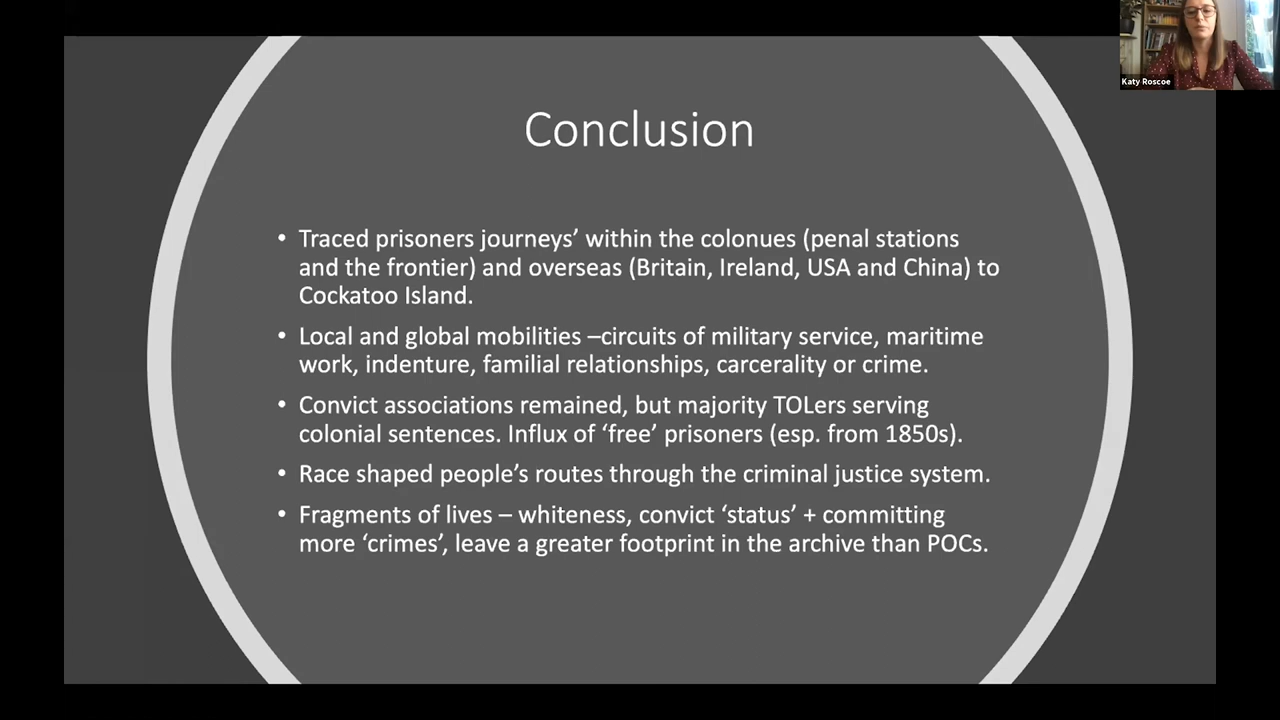 Katy Roscoe
Conclusion
• Traced prisoners journeys’ within the colonues (penal stations
and the frontier) and overseas (Britain, Ireland, USA and China) to
Cockatoo Island.
• Local and global mobilities –circuits of military service, maritime
work, indenture, familial relationships, carcerality or crime.
• Convict associations remained, but majority TOLers serving
colonial sentences. Influx of ‘free’ prisoners (esp. from 1850s).
• Race shaped people’s routes through the criminal justice system.
• Fragments of lives – whiteness, convict ‘status’ + committing
more ‘crimes’, leave a greater footprint in the archive than POCs.